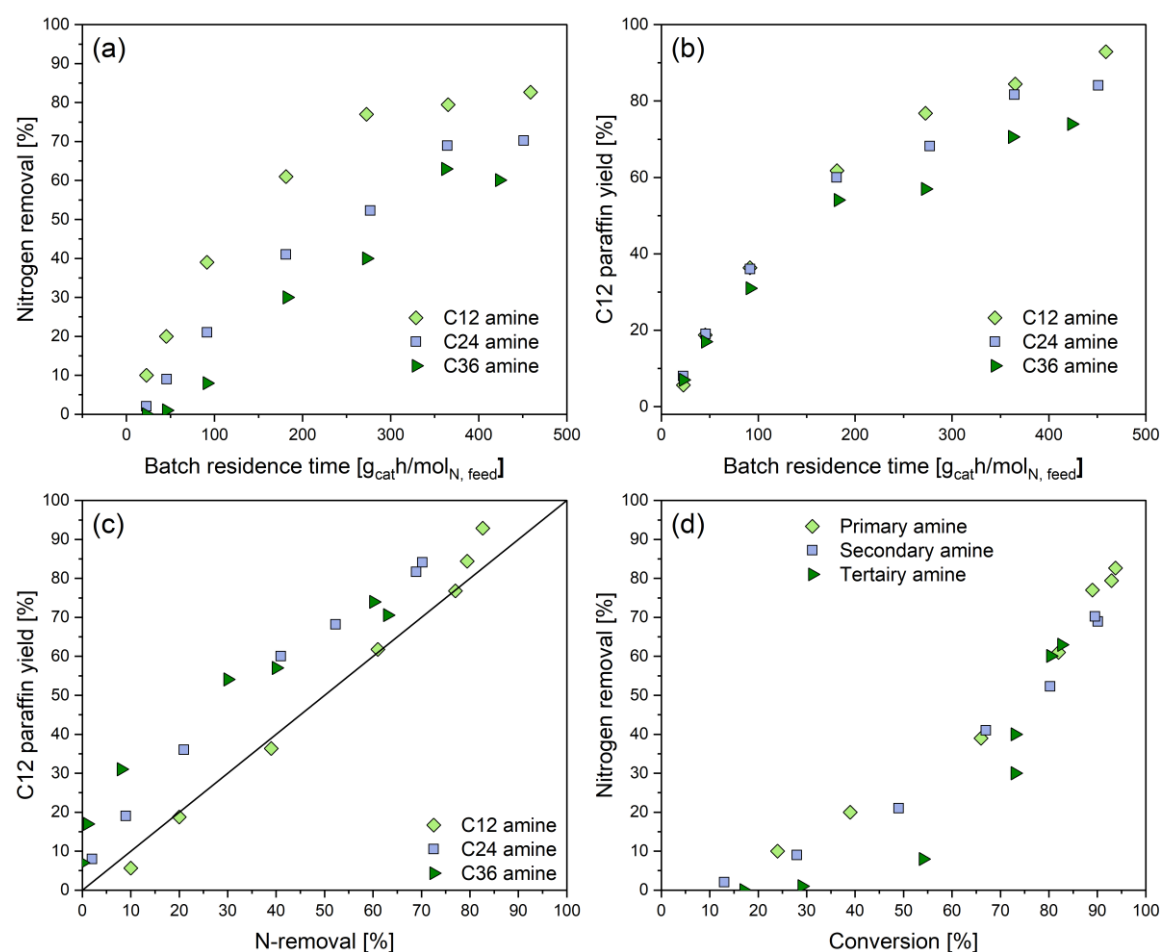 (a)
Nitrogen removal [%]
100
90
80
70
60
50
40
30
20
10
0
0 100 200 300 400 500
Batch residence time [g_cat h/mol_N, feed]
C12 amine
C24 amine
C36 amine
(b)
C12 paraffin yield [%]
100
80
60
40
20
0
0 100 200 300 400 500
Batch residence time [g_cat h/mol_N, feed]
C12 amine
C24 amine
C36 amine
(c)
C12 paraffin yield [%]
100
90
80
70
60
50
40
30
20
10
0
0 10 20 30 40 50 60 70 80 90 100
N-removal [%]
C12 amine
C24 amine
C36 amine
(d)
Nitrogen removal [%]
100
90
80
70
60
50
40
30
20
10
0
0 10 20 30 40 50 60 70 80 90 100
Conversion [%]
Primary amine
Secondary amine
Tertairy amine